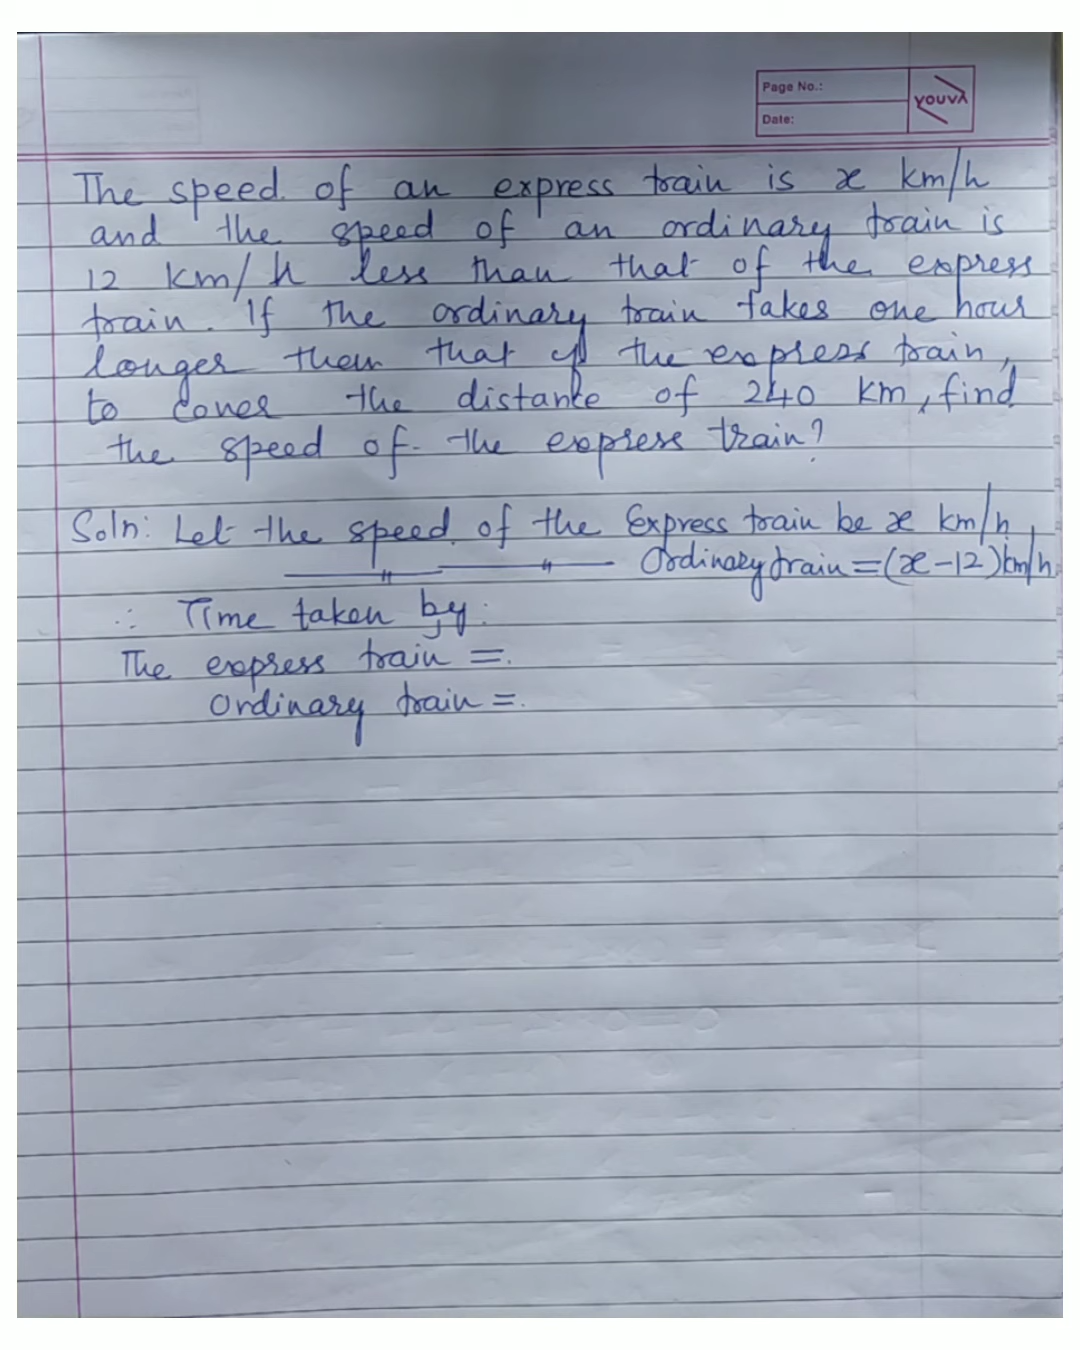 Page No.:
Date:
YOUVA
The speed of an express train is x km/h
and the speed of an ordinary train is
12 km/h less than that of the express
train. If the ordinary train takes one hour
longer then that of the express train,
to cover the distance of 240 km, find
the speed of the express train?
Soln: Let the speed of the Express train be x km/h,
—〃——〃— Ordinary train = (x-12) km/h
∴ Time taken by:
The express train =
Ordinary train =